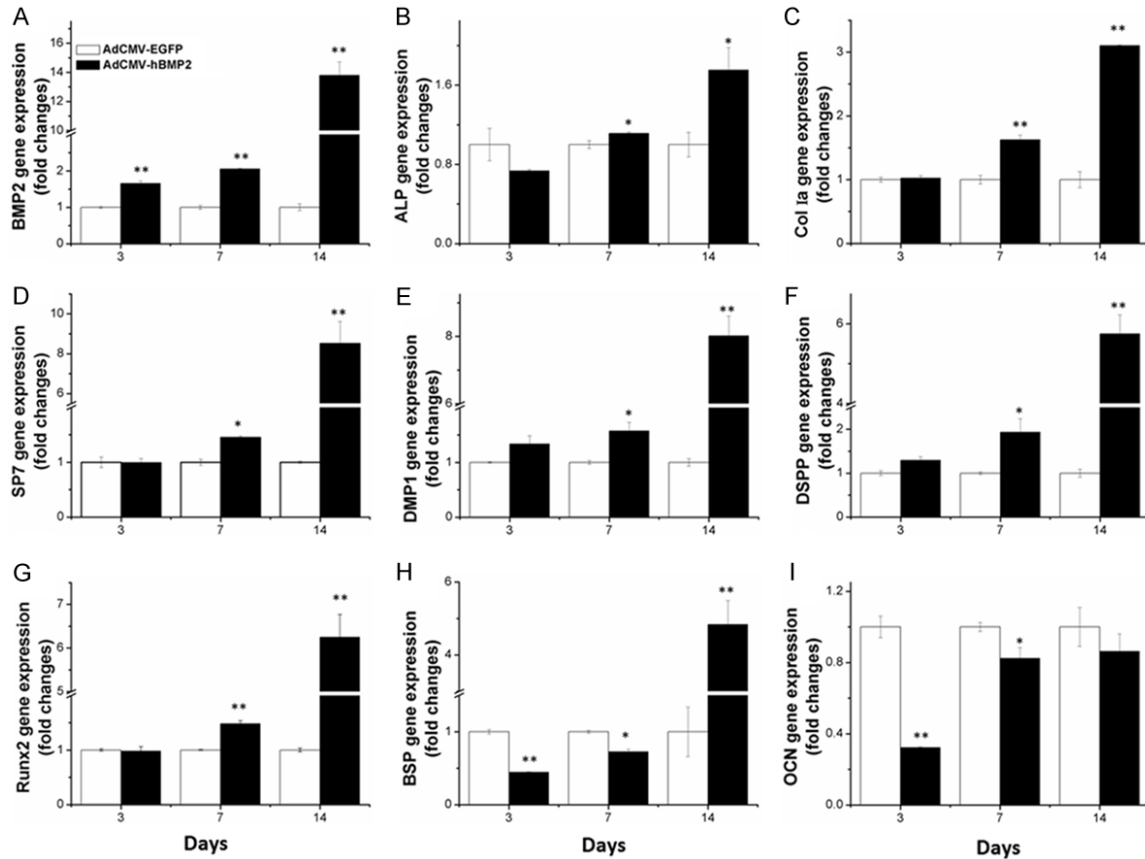 A
BMP2 gene expression
(fold changes)
16
14
12
10
2
1
0
AdCMV-EGFP
AdCMV-hBMP2
**
**
**
3
7
14
B
ALP gene expression
(fold changes)
1.6
0.8
0.0
*
*
3
7
14
C
Col Ia gene expression
(fold changes)
3
2
1
0
**
**
3
7
14
D
SP7 gene expression
(fold changes)
10
8
6
1
0
*
**
3
7
14
E
DMP1 gene expression
(fold changes)
8
6
1
0
*
**
3
7
14
F
DSPP gene expression
(fold changes)
6
4
2
1
0
*
**
3
7
14
G
Runx2 gene expression
(fold changes)
7
6
5
1
0
**
**
3
7
14
Days
H
BSP gene expression
(fold changes)
6
4
1
0
**
*
**
3
7
14
Days
I
OCN gene expression
(fold changes)
1.2
0.8
0.4
0.0
**
*
3
7
14
Days